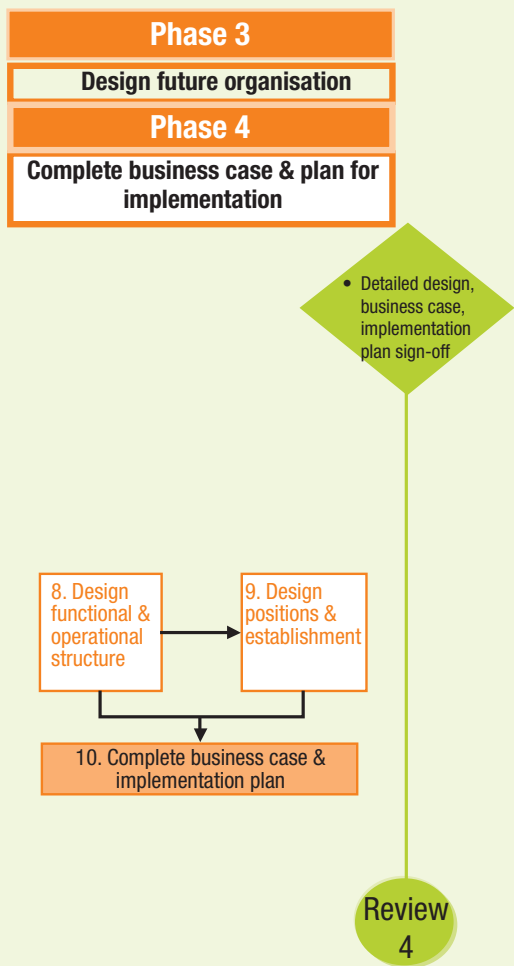 Phase 3
Design future organisation
Phase 4
Complete business case & plan for
implementation
• Detailed design,
business case,
implementation
plan sign-off
8. Design
functional &
operational
structure
9. Design
positions &
establishment
10. Complete business case &
implementation plan
Review
4